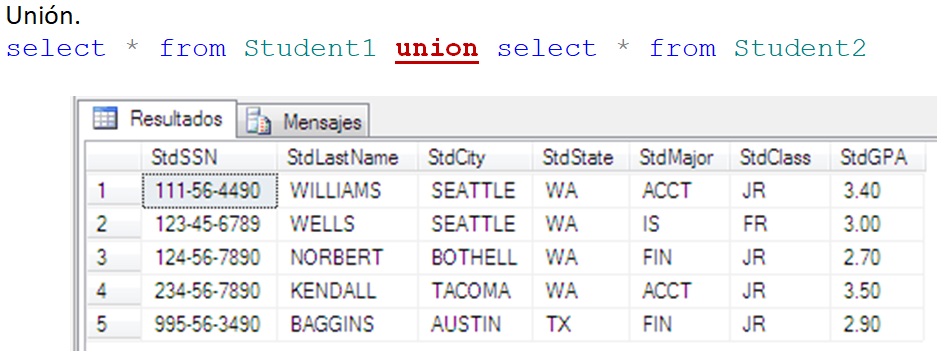 Unión.
select * from Student1 union select * from Student2
Resultados Mensajes
StdSSN StdLastName StdCity StdState StdMajor StdClass StdGPA
1 111-56-4490 WILLIAMS SEATTLE WA ACCT JR 3.40
2 123-45-6789 WELLS SEATTLE WA IS FR 3.00
3 124-56-7890 NORBERT BOTHELL WA FIN JR 2.70
4 234-56-7890 KENDALL TACOMA WA ACCT JR 3.50
5 995-56-3490 BAGGINS AUSTIN TX FIN JR 2.90